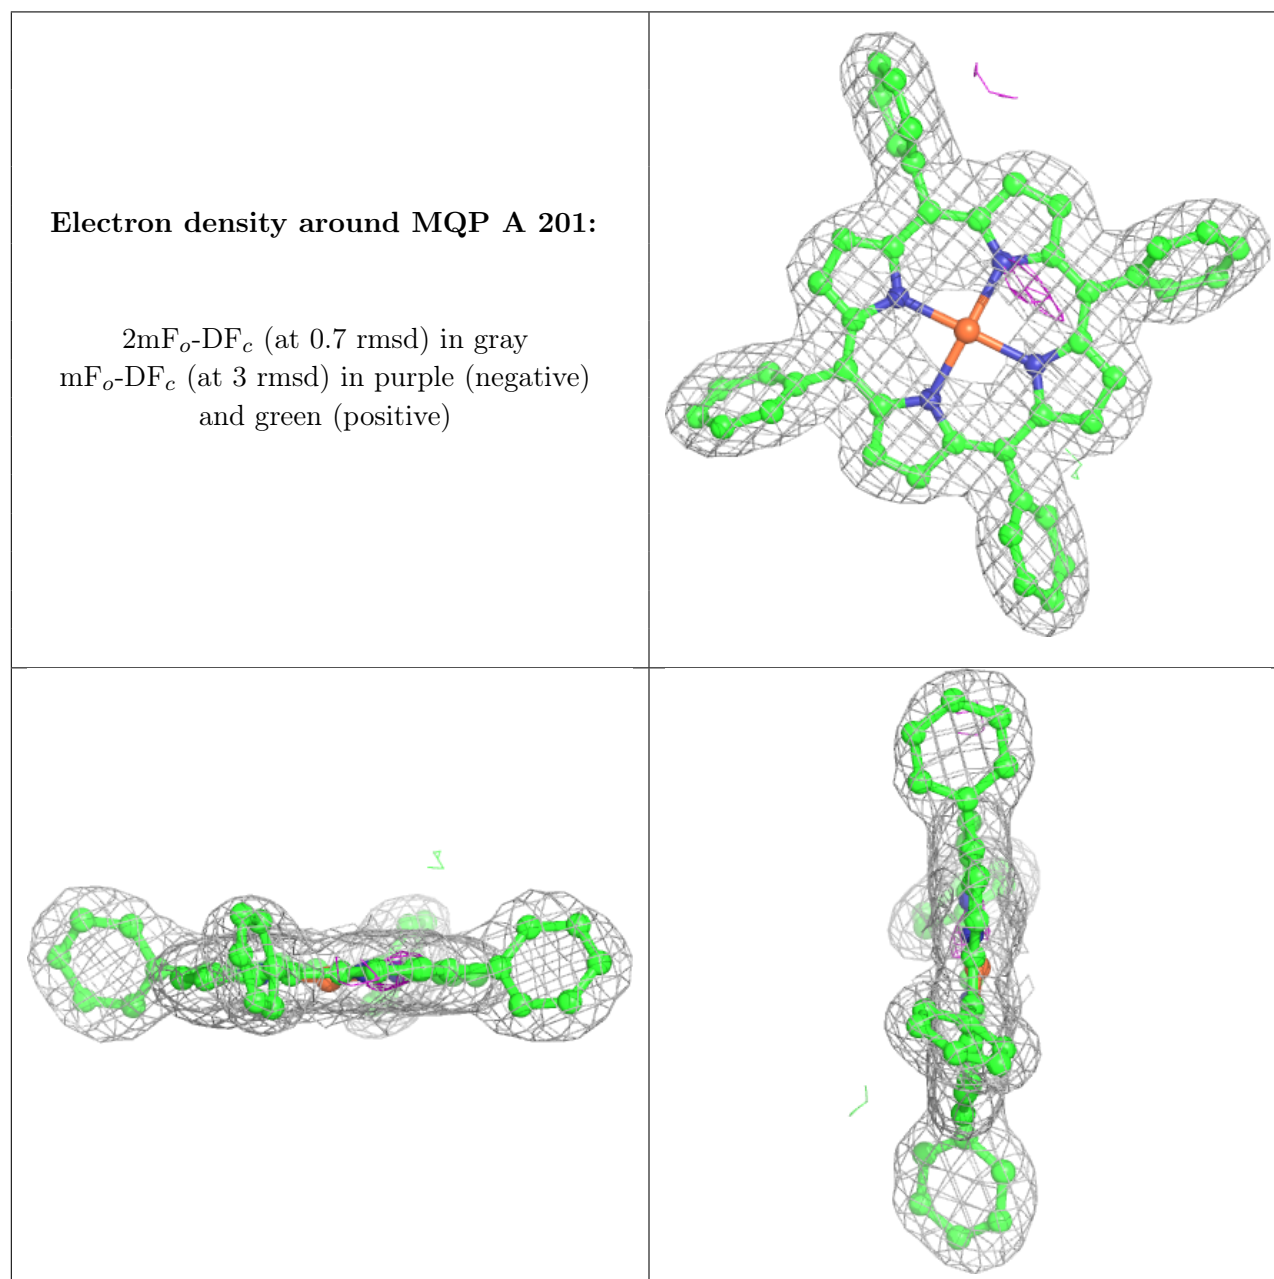 Electron density around MQP A 201:
2mFo-DFc (at 0.7 rmsd) in gray
mFo-DFc (at 3 rmsd) in purple (negative)
and green (positive)